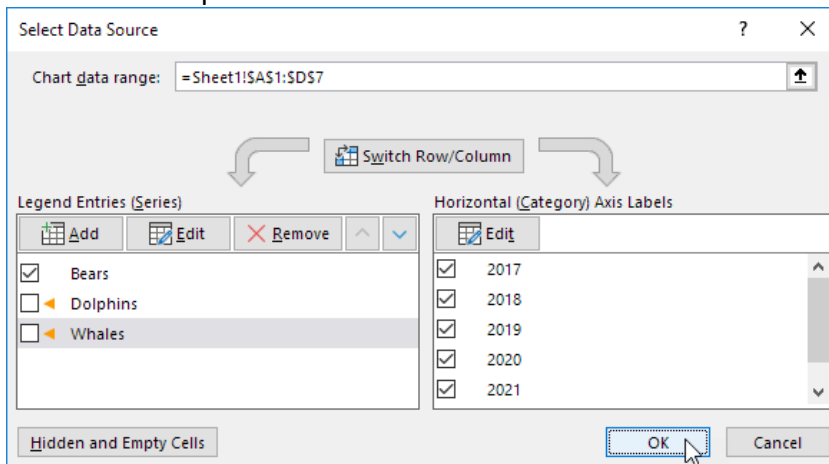 Select Data Source ? ×
Chart data range: =Sheet1!$A$1:$D$7
Switch Row/Column
Legend Entries (Series) Horizontal (Category) Axis Labels
Add Edit Remove Edit
Bears 2017
Dolphins 2018
Whales 2019
2020
2021
Hidden and Empty Cells OK Cancel